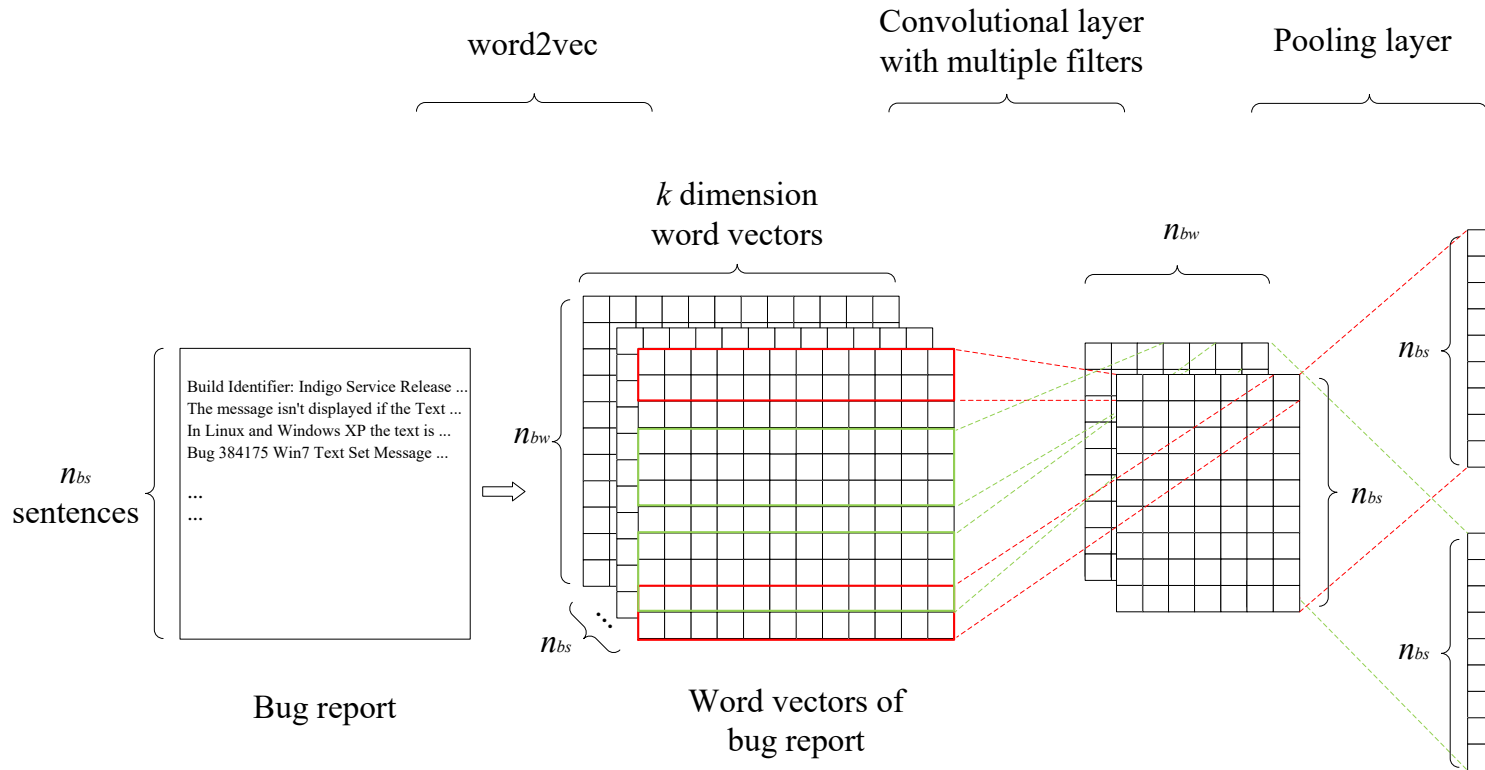 word2vec
Convolutional layer
with multiple filters
Pooling layer
k dimension
word vectors
n_bw
n_bs
sentences
Build Identifier: Indigo Service Release ...
The message isn't displayed if the Text ...
In Linux and Windows XP the text is ...
Bug 384175 Win7 Text Set Message ...
...
...
n_bw
...
n_bs
n_bs
n_bs
n_bs
Bug report
Word vectors of
bug report